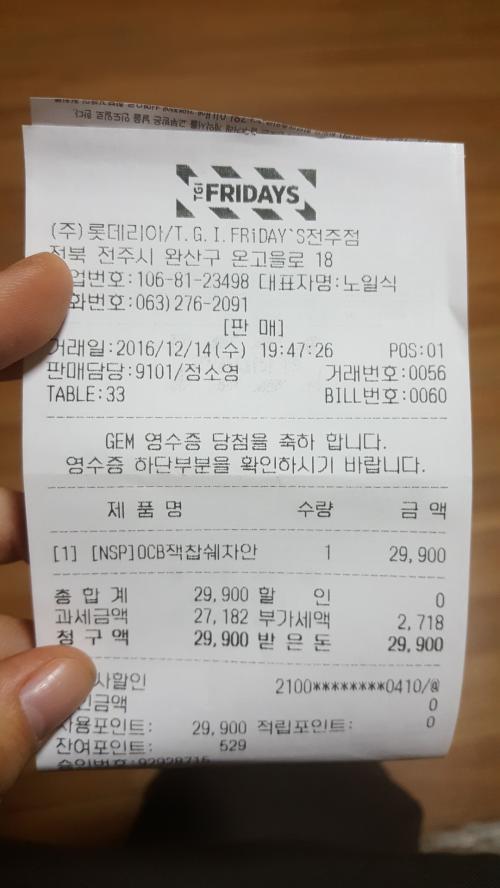 TGI FRIDAYS
(주)롯데리아/T.G.I.FRiDAY`S전주점
전북 전주시 완산구 온고을로 18
업번호:106-81-23498 대표자명:노일식
화번호:063)276-2091
[판 매]
거래일:2016/12/14(수) 19:47:26 POS:01
판매담당:9101/정소영 거래번호:0056
TABLE:33 BILL번호:0060
GEM 영수증 당첨을 축하 합니다.
영수증 하단부분을 확인하시기 바랍니다.
제 품 명 수량 금 액
[1] [NSP]OCB잭찹쉐차안 1 29,900
총 합 계 29,900 할 인 0
과세금액 27,182 부가세액 2,718
청 구 액 29,900 받 은 돈 29,900
사할인 2100********0410/@
금액 0
사용포인트: 29,900 적립포인트: 0
잔여포인트: 529
승인번호:92928715